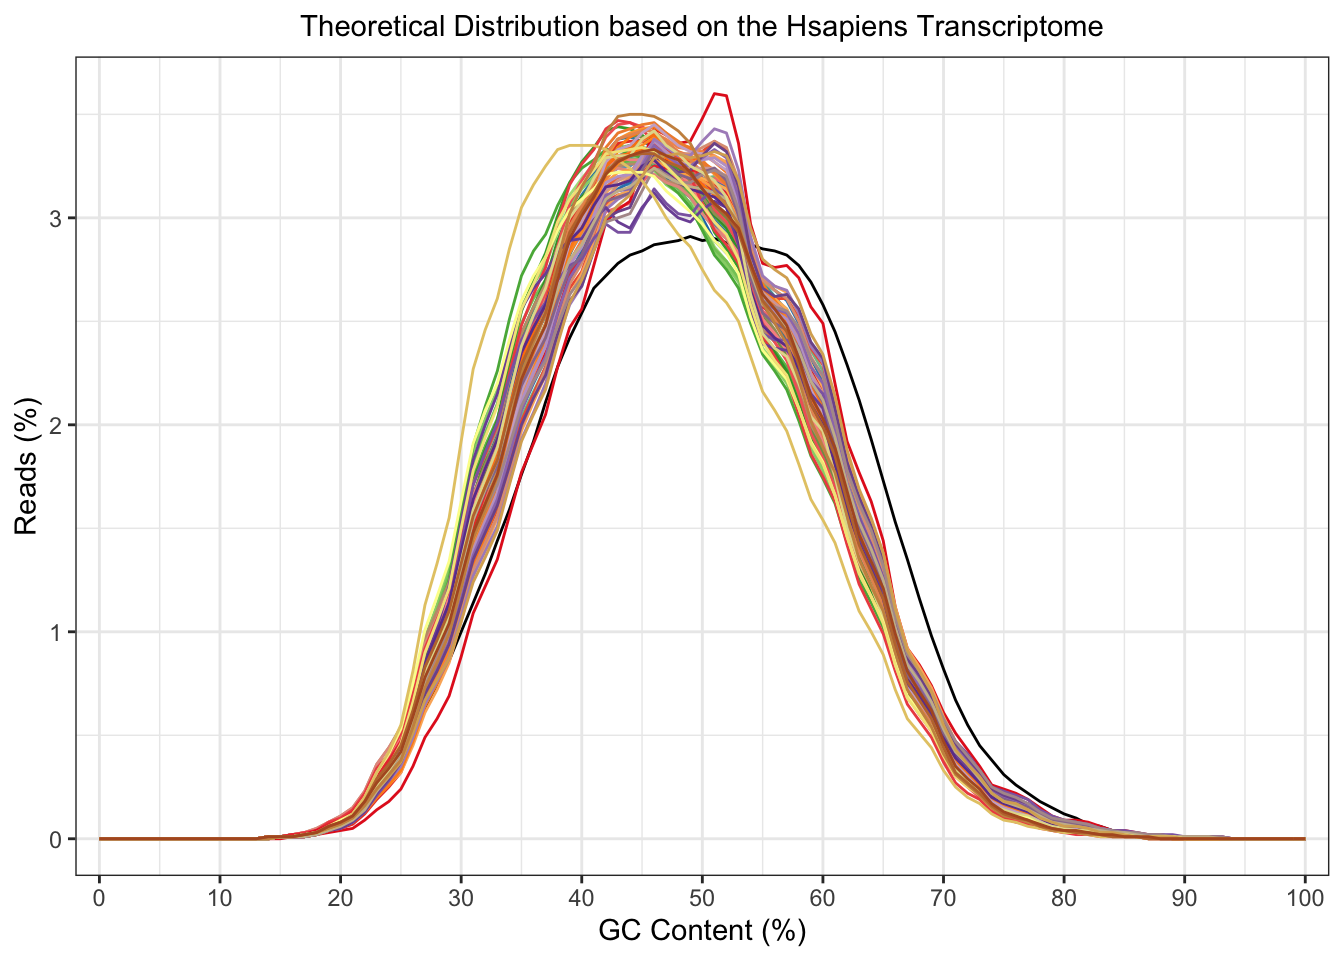 Theoretical Distribution based on the Hsapiens Transcriptome
Reads (%)
3
2
1
0
0 10 20 30 40 50 60 70 80 90 100
GC Content (%)